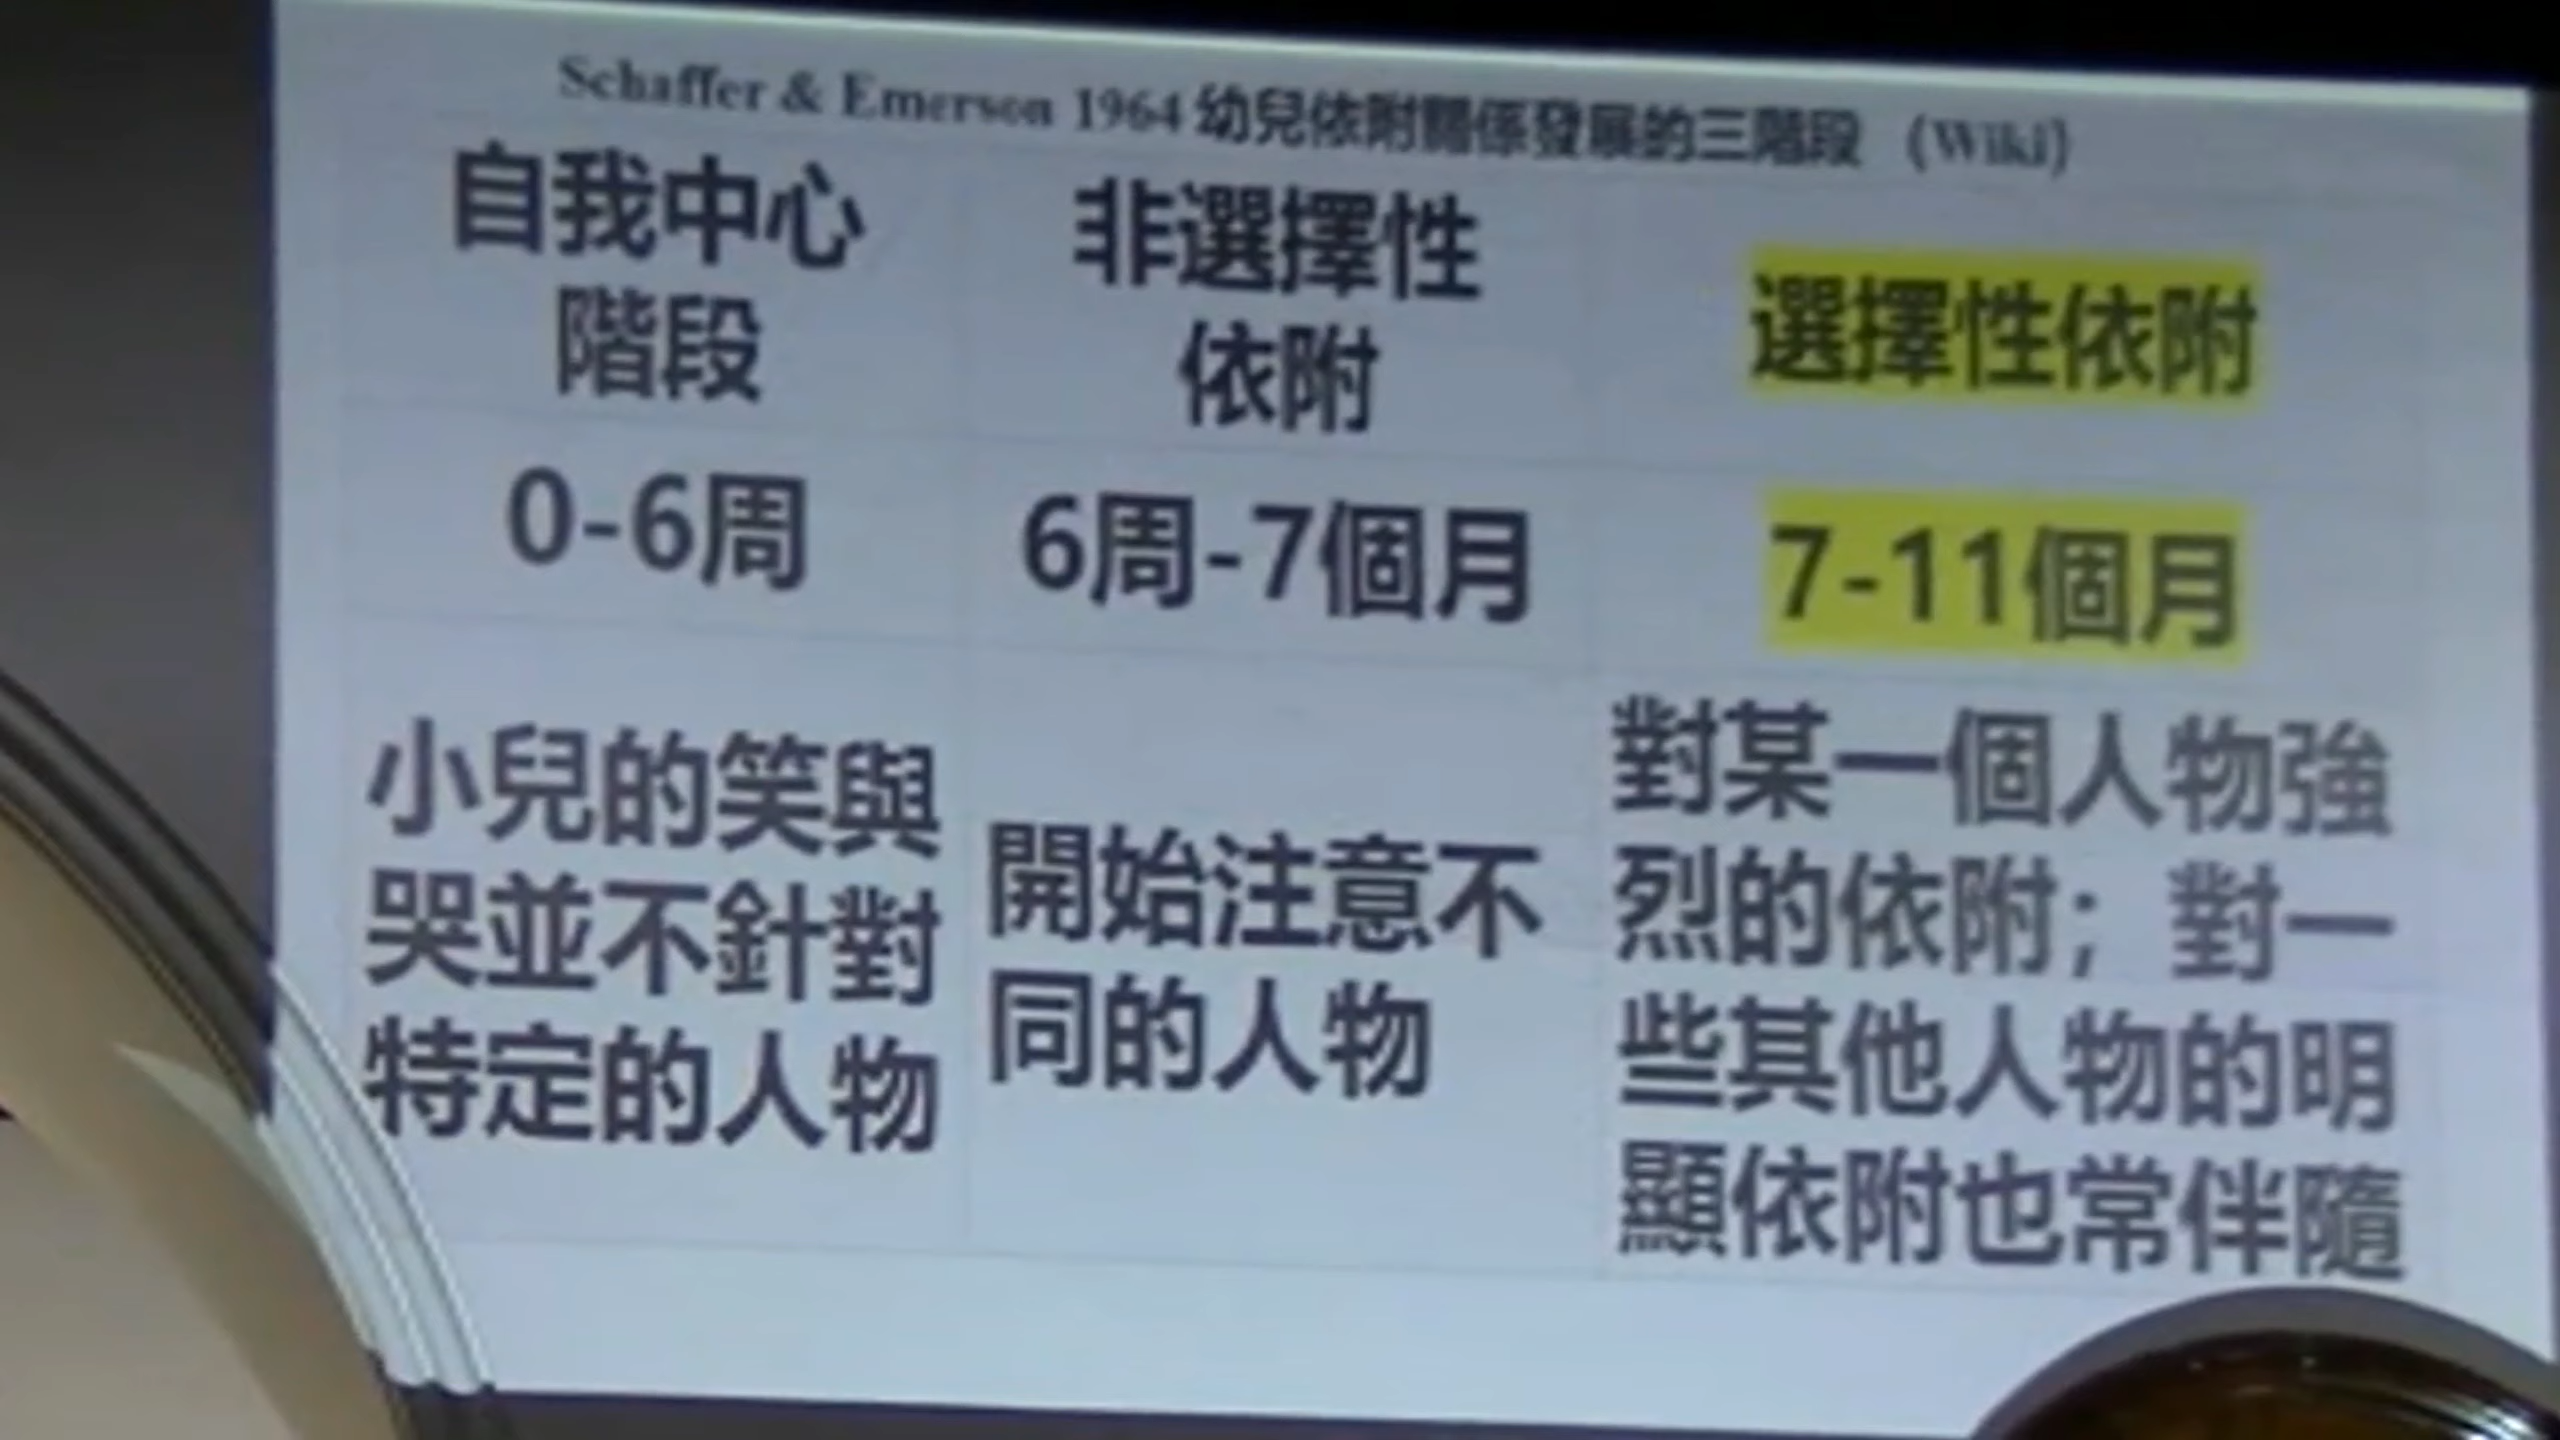 Schaffer & Emerson 1964 幼兒依附關係發展的三階段 (Wiki)
自我中心
階段
非選擇性
依附
選擇性依附
0-6周
6周-7個月
7-11個月
小兒的笑與
哭並不針對
特定的人物
開始注意不
同的人物
對某一個人物強
烈的依附；對一
些其他人物的明
顯依附也常伴隨